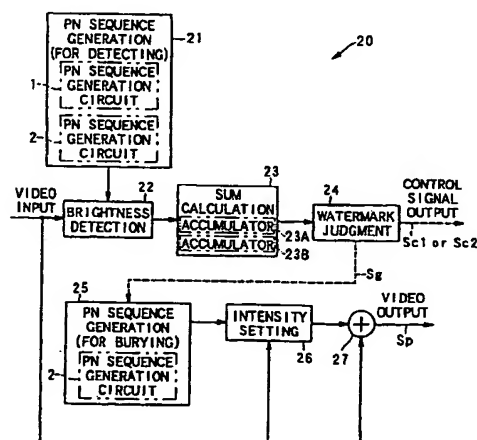 PN SEQUENCE
GENERATION
(FOR DETECTING)
21
20
PN SEQUENCE
GENERATION
CIRCUIT
1
PN SEQUENCE
GENERATION
CIRCUIT
2
VIDEO
INPUT
22
BRIGHTNESS
DETECTION
23
SUM
CALCULATION
ACCUMULATOR
23A
ACCUMULATOR
23B
24
WATERMARK
JUDGMENT
CONTROL
SIGNAL
OUTPUT
Sc1 or Sc2
Sg
25
PN SEQUENCE
GENERATION
(FOR BURYING)
PN SEQUENCE
GENERATION
CIRCUIT
2
INTENSITY
SETTING
26
+
27
VIDEO
OUTPUT
Sp